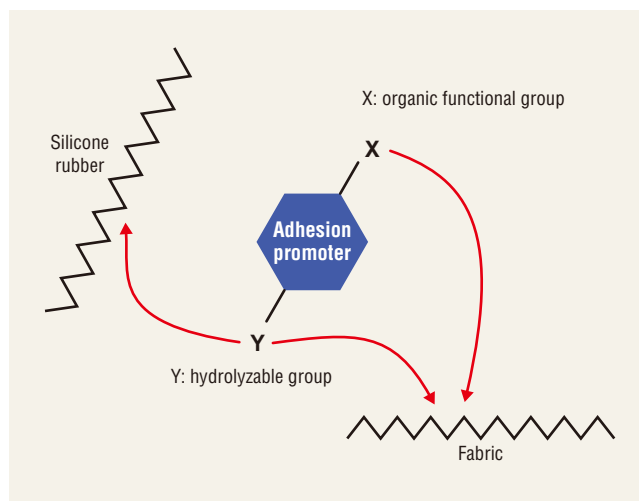 X: organic functional group
Silicone
rubber
X
Adhesion
promoter
Y
Y: hydrolyzable group
Fabric